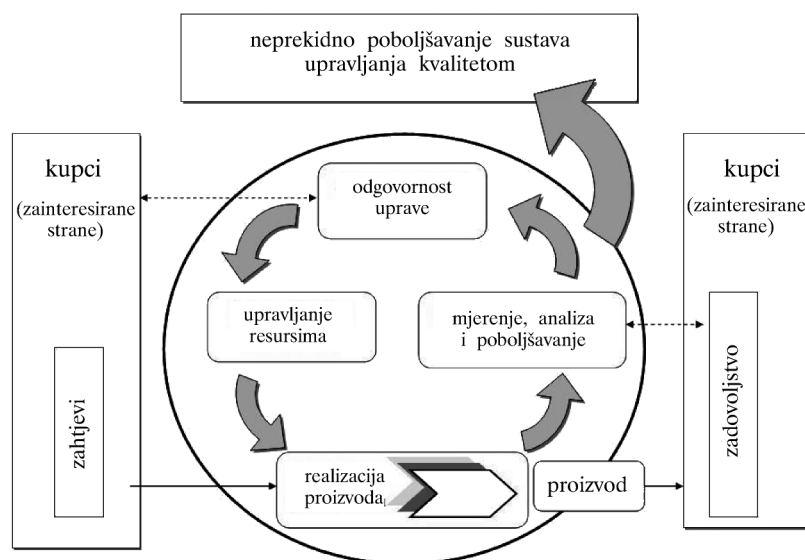 neprekidno poboljšavanje sustava
upravljanja kvalitetom
kupci
(zainteresirane
strane)
zahtjevi
odgovornost
uprave
upravljanje
resursima
mjerenje, analiza
i poboljšavanje
realizacija
proizvoda
proizvod
kupci
(zainteresirane
strane)
zadovoljstvo